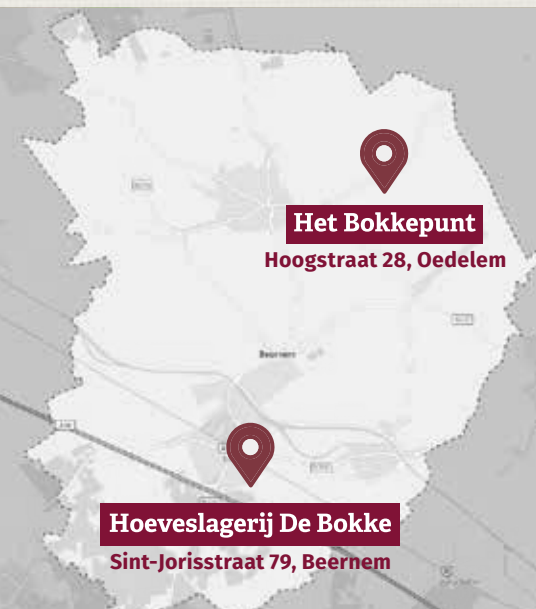 Het Bokkepunt
Hoogstraat 28, Oedelem
Beernem
Hoeveslagerij De Bokke
Sint-Jorisstraat 79, Beernem